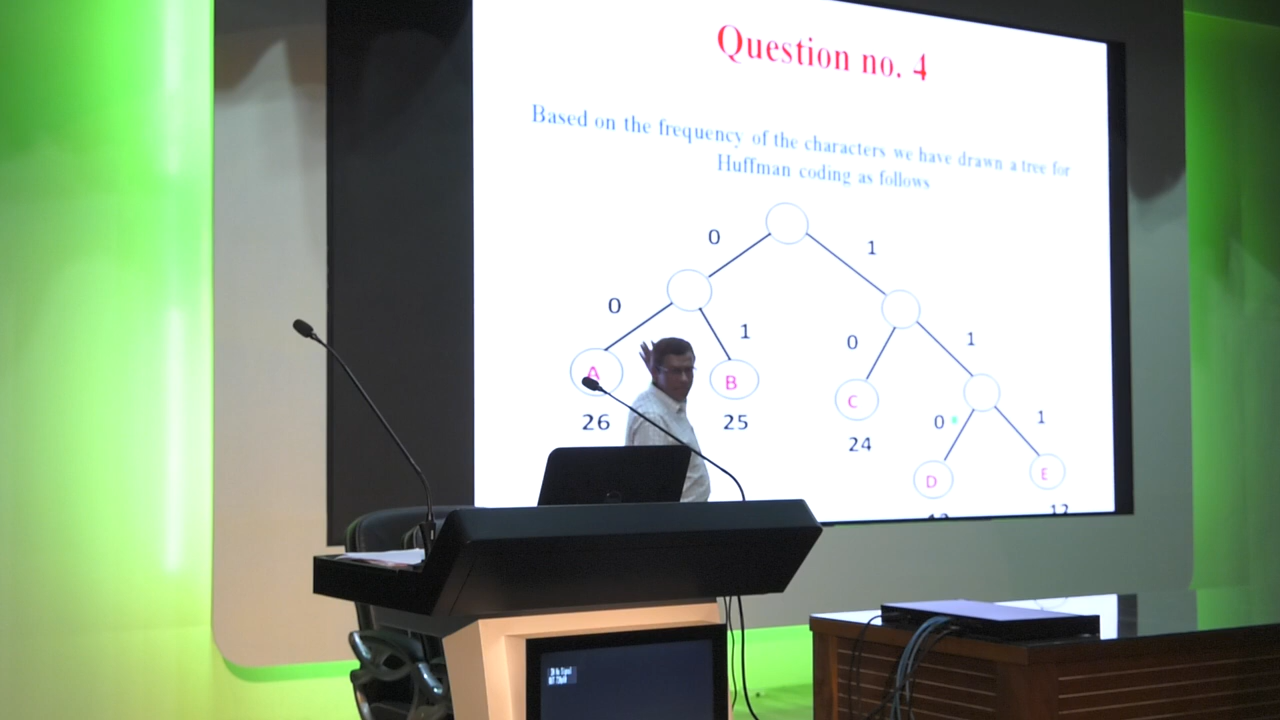 Question no. 4
Based on the frequency of the characters we have drawn a tree for
Huffman coding as follows
0 1
0 1 0 1
A B C 0 1
26 25 24
D E
12